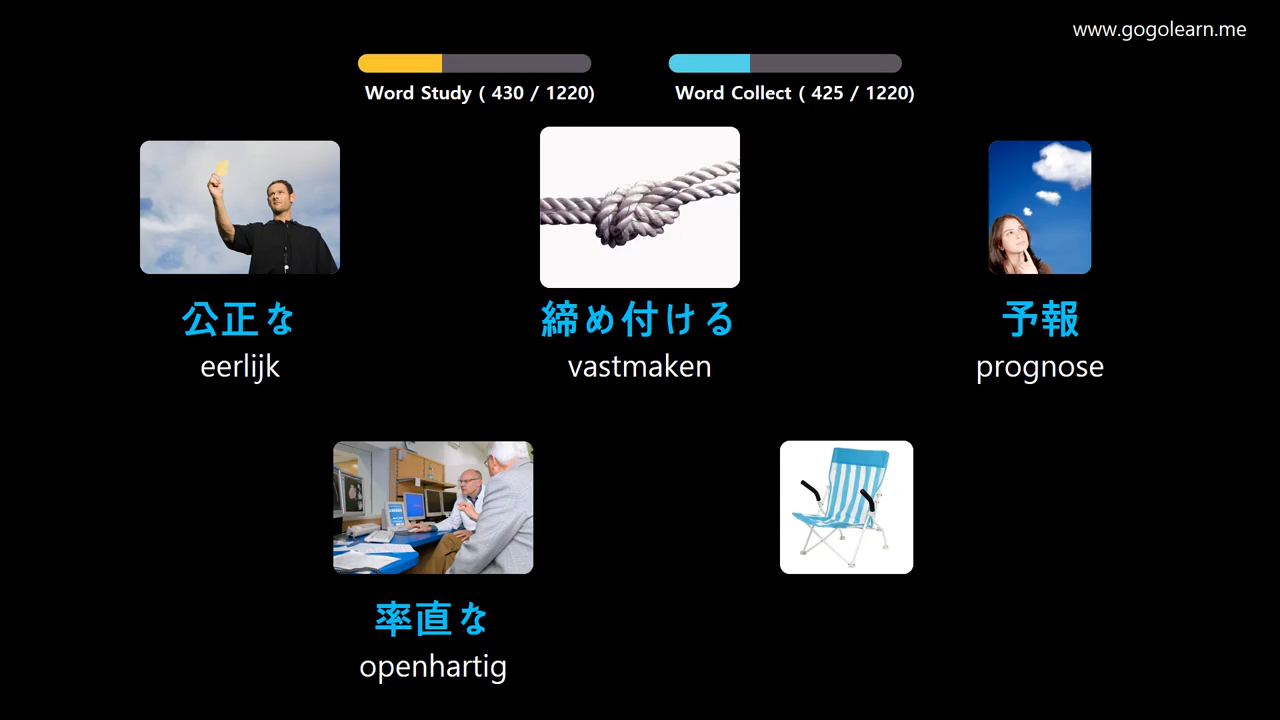 www.gogolearn.me
Word Study ( 430 / 1220)
Word Collect ( 425 / 1220)
公正な
締め付ける
予報
eerlijk
vastmaken
prognose
率直な
openhartig